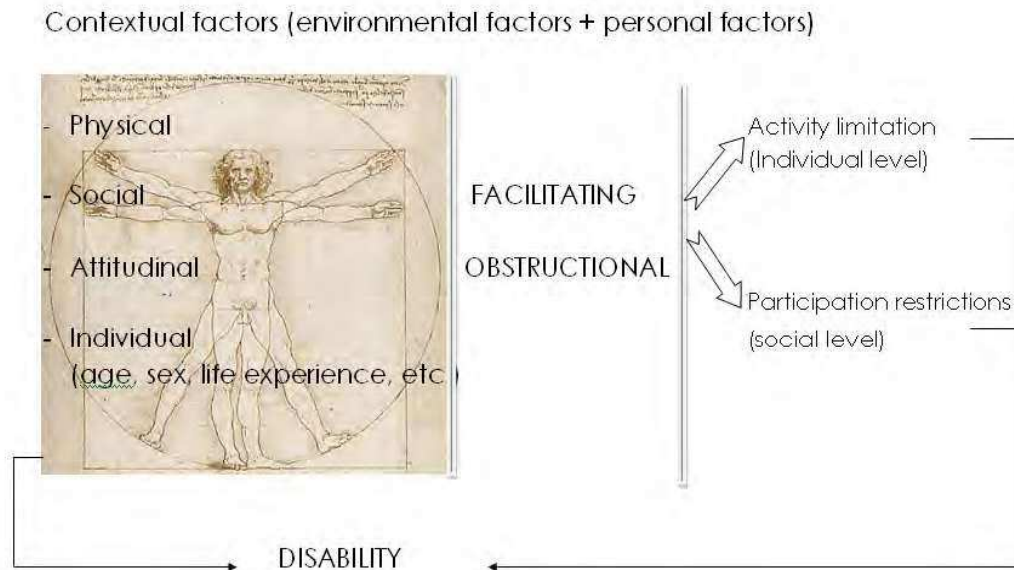 Contextual factors (environmental factors + personal factors)
- Physical
- Social
- Attitudinal
- Individual
(age, sex, life experience, etc.)
FACILITATING
OBSTRUCTIONAL
Activity limitation
(Individual level)
Participation restrictions
(social level)
DISABILITY